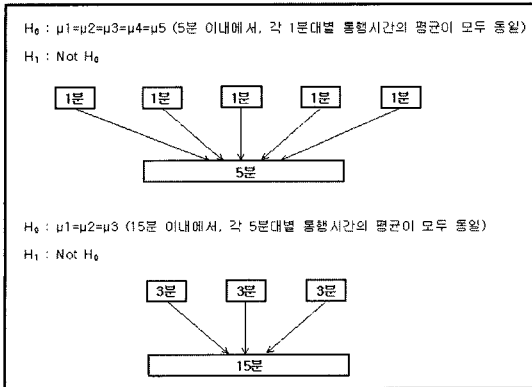 H₀ : μ1=μ2=μ3=μ4=μ5 (5분 이내에서, 각 1분대별 통행시간의 평균이 모두 동일)
H₁ : Not H₀
1분 1분 1분 1분 1분
5분
H₀ : μ1=μ2=μ3 (15분 이내에서, 각 5분대별 통행시간의 평균이 모두 동일)
H₁ : Not H₀
3분 3분 3분
15분